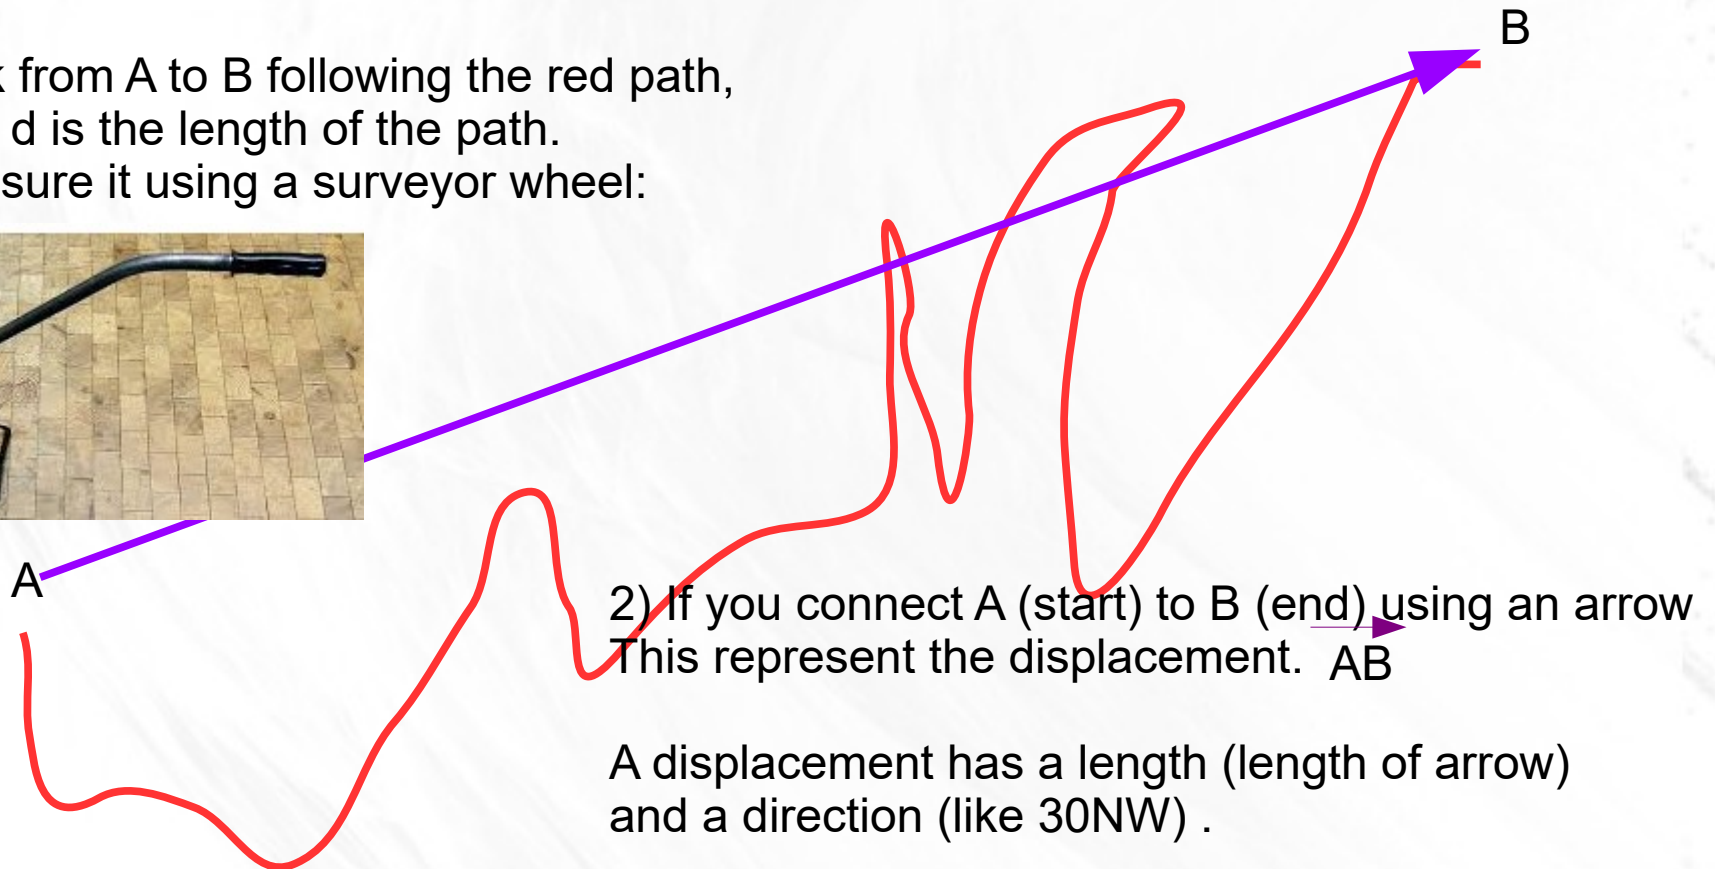 B
from A to B following the red path,
d is the length of the path.
sure it using a surveyor wheel:
A
2) If you connect A (start) to B (end) using an arrow
This represent the displacement. AB
A displacement has a length (length of arrow)
and a direction (like 30NW) .